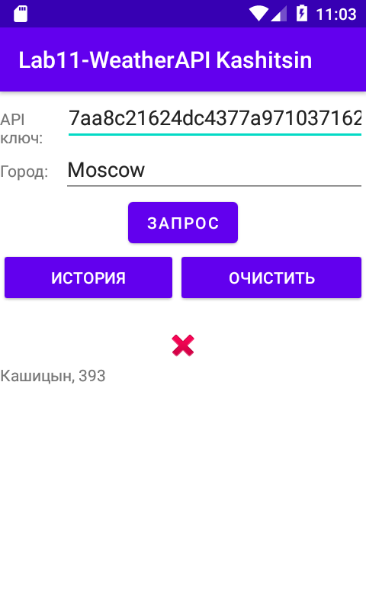 11:03
Lab11-WeatherAPI Kashitsin
API ключ: 7aa8c21624dc4377a971037162
Город: Moscow
ЗАПРОС
ИСТОРИЯ ОЧИСТИТЬ
Кашицын, 393